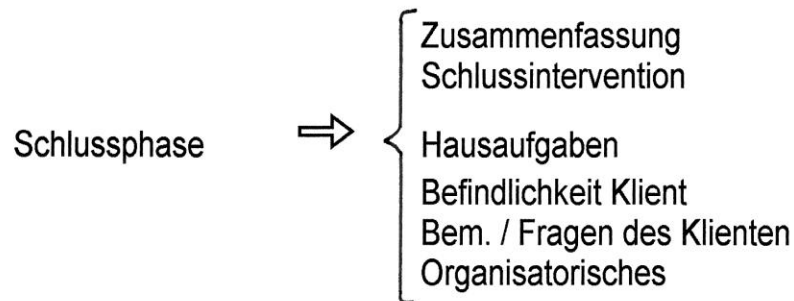 Zusammenfassung
Schlussintervention
Schlussphase
Hausaufgaben
Befindlichkeit Klient
Bem. / Fragen des Klienten
Organisatorisches